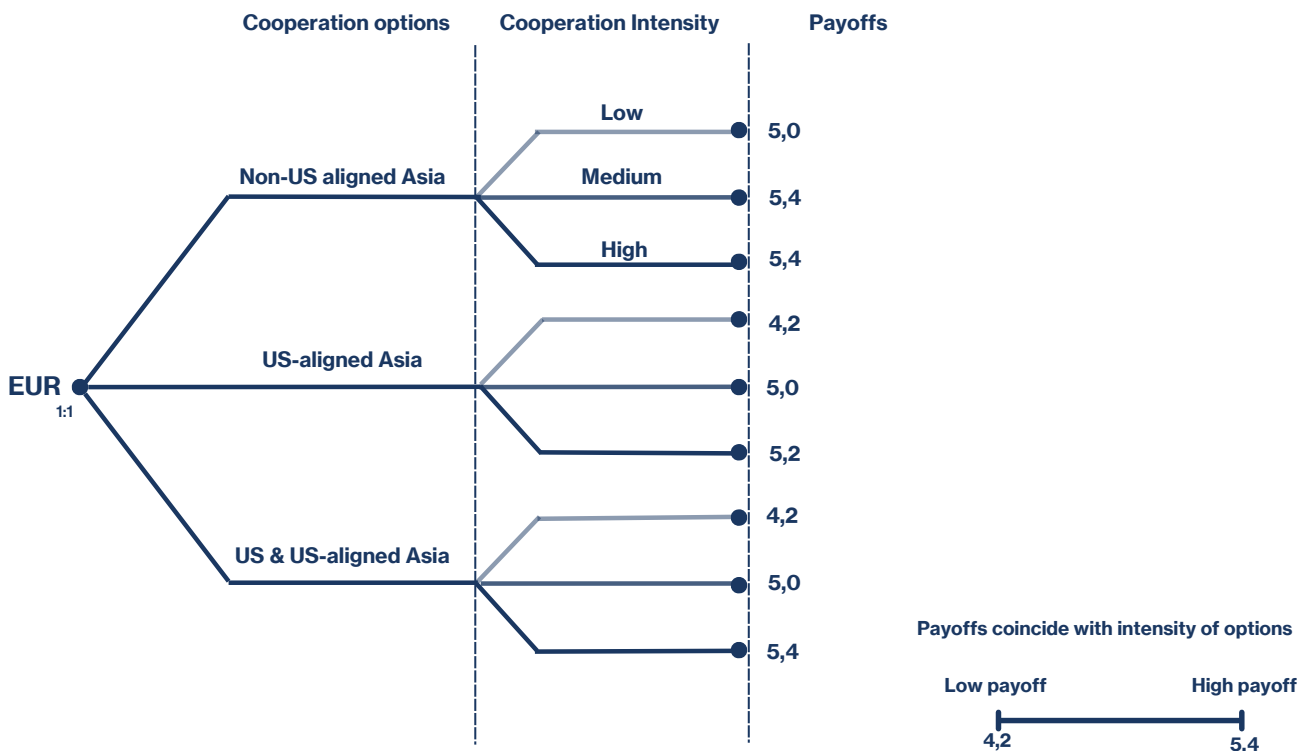 Cooperation options
Cooperation Intensity
Payoffs
Low
5,0
Non-US aligned Asia
Medium
5,4
High
5,4
4,2
US-aligned Asia
EUR
1:1
5,0
5,2
4,2
US & US-aligned Asia
5,0
5,4
Payoffs coincide with intensity of options
Low payoff
High payoff
4,2
5,4